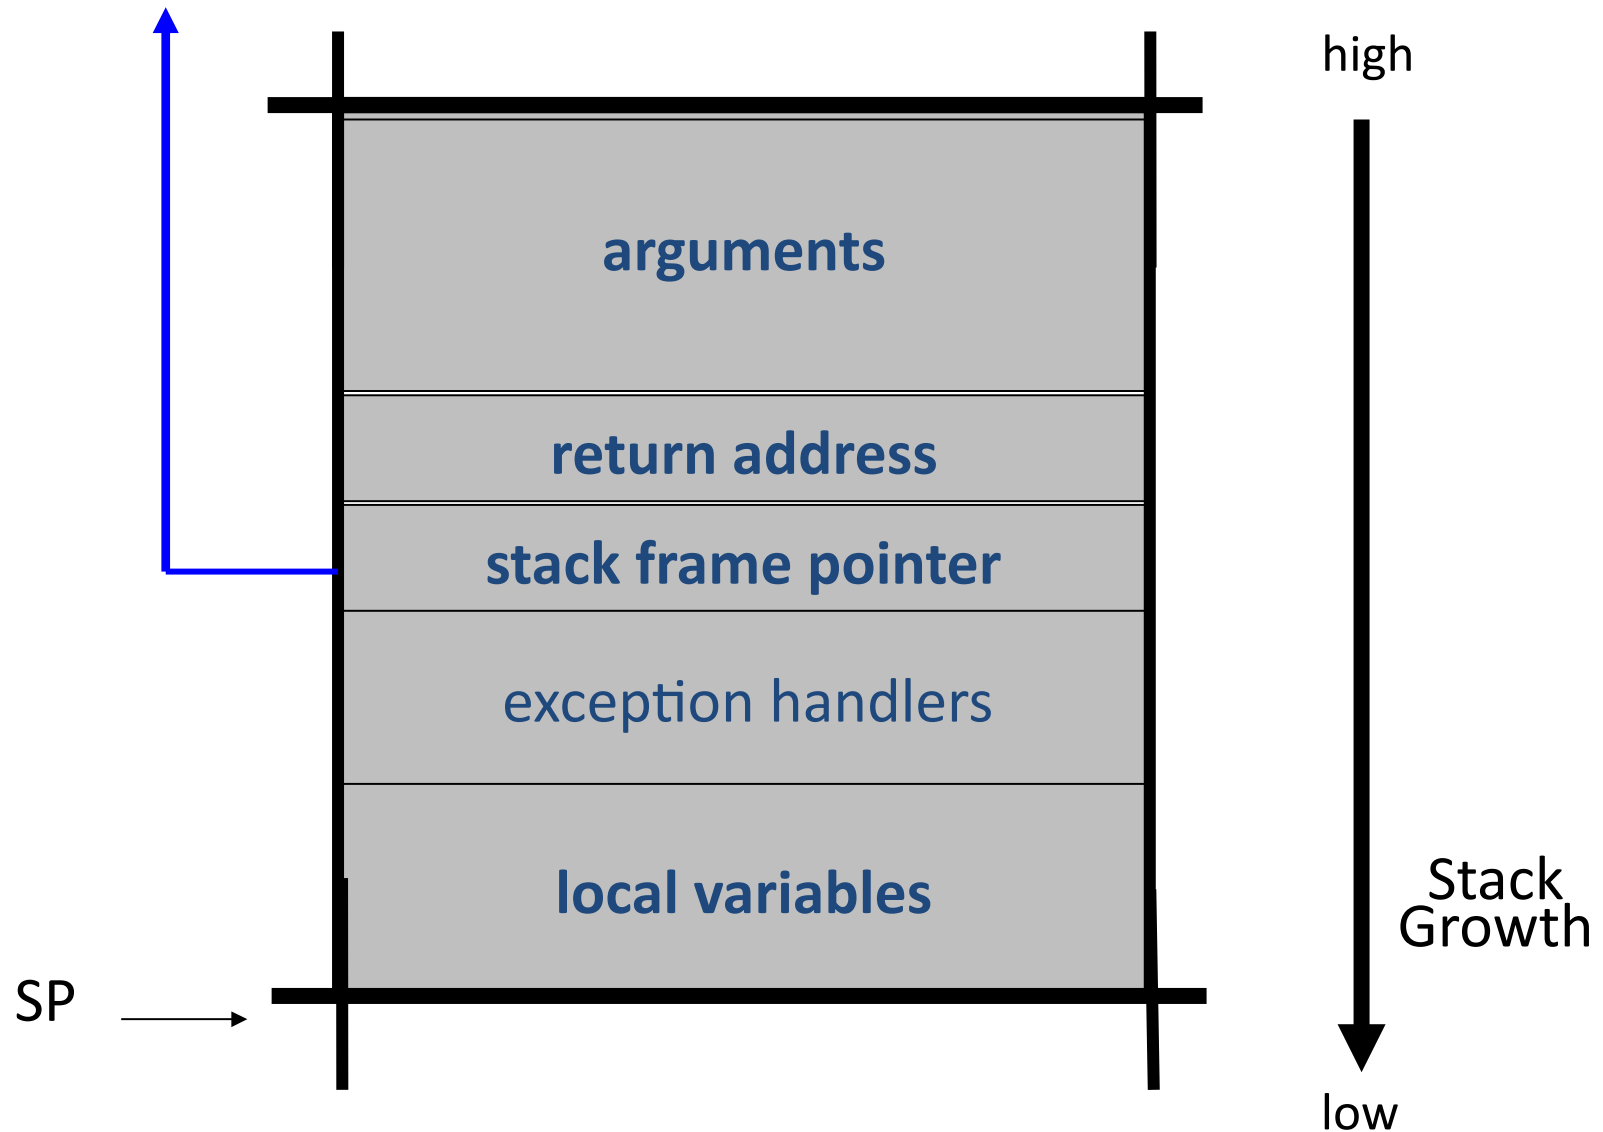 high
arguments
return address
stack frame pointer
exception handlers
local variables
Stack
Growth
SP
low